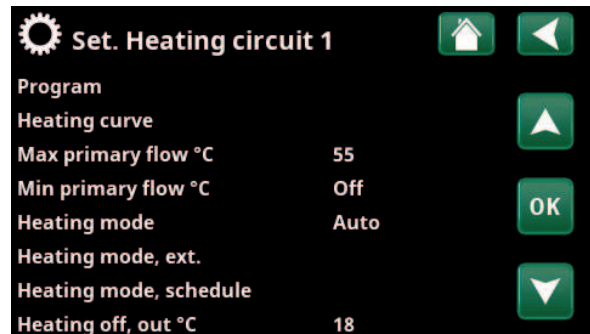 Set. Heating circuit 1
Program
Heating curve
Max primary flow °C 55
Min primary flow °C Off
Heating mode Auto
OK
Heating mode, ext.
Heating mode, schedule
Heating off, out °C 18